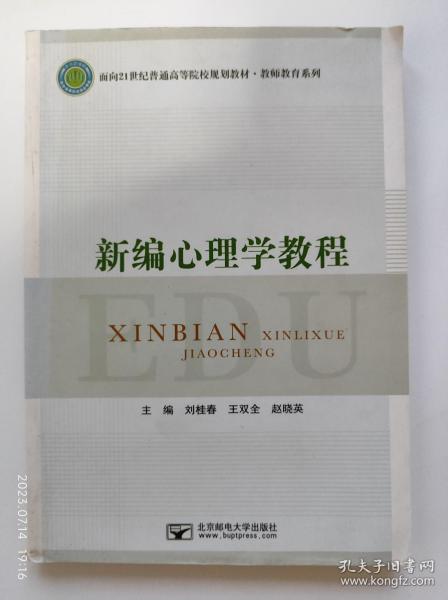 面向21世纪普通高等院校规划教材·教师教育系列
新编心理学教程
EDU
XINBIAN XINLIXUE
JIAOCHENG
主 编 刘桂春 王双全 赵晓英
北京邮电大学出版社
www.buptpress.com
2023.07.14 19:16
孔夫子旧书网
www.kongfz.com